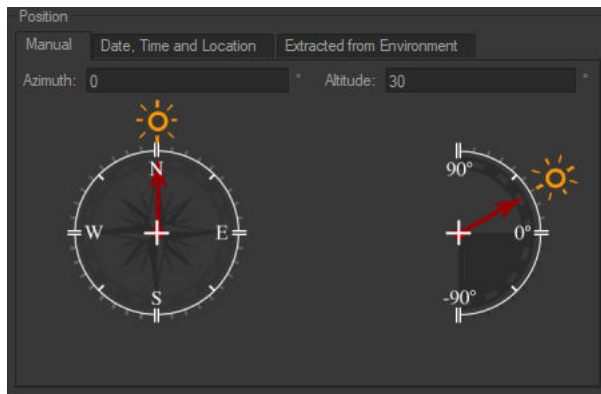 Position
Manual Date, Time and Location Extracted from Environment
Azimuth: 0 ° Altitude: 30 °
N
90°
W E 0°
S -90°